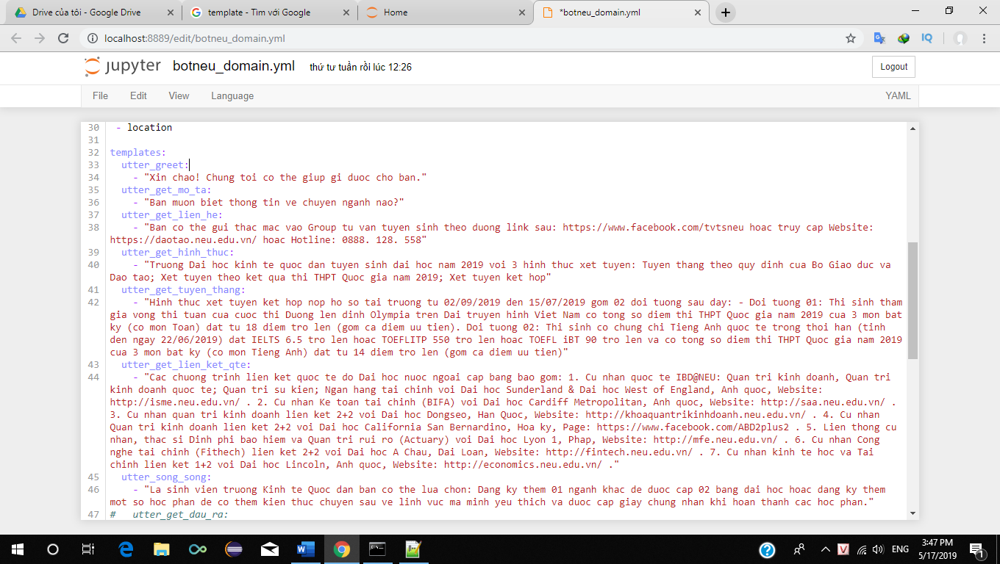 Drive của tôi - Google Drive
template - Tìm với Google
Home
*botneu_domain.yml
localhost:8889/edit/botneu_domain.yml
IQ
jupyter botneu_domain.yml thứ tư tuần rồi lúc 12:26
Logout
File Edit View Language YAML
30 - location
31
32 templates:
33 utter_greet:
34 - "Xin chao! Chung toi co the giup gi duoc cho ban."
35 utter_get_mo_ta:
36 - "Ban muon biet thong tin ve chuyen nganh nao?"
37 utter_get_lien_he:
38 - "Ban co the gui thac mac vao Group tu van tuyen sinh theo duong link sau: https://www.facebook.com/tvtsneu hoac truy cap Website:
https://daotao.neu.edu.vn/ hoac Hotline: 0888. 128. 558"
39 utter_get_hinh_thuc:
40 - "Truong Dai hoc kinh te quoc dan tuyen sinh dai hoc nam 2019 voi 3 hinh thuc xet tuyen: Tuyen thang theo quy dinh cua Bo Giao duc va
Dao tao; Xet tuyen theo ket qua thi THPT Quoc gia nam 2019; Xet tuyen ket hop"
41 utter_get_tuyen_thang:
42 - "Hinh thuc xet tuyen ket hop nop ho so tai truong tu 02/09/2019 den 15/07/2019 gom 02 doi tuong sau day: - Doi tuong 01: Thi sinh tham
gia vong thi tuan cua cuoc thi Duong len dinh Olympia tren Dai truyen hinh Viet Nam co tong so diem thi THPT Quoc gia nam 2019 cua 3 mon bat
ky (co mon Toan) dat tu 18 diem tro len (gom ca diem uu tien). Doi tuong 02: Thi sinh co chung chi Tieng Anh quoc te trong thoi han (tinh
den ngay 22/06/2019) dat IELTS 6.5 tro len hoac TOEFLITP 550 tro len hoac TOEFL iBT 90 tro len va co tong so diem thi THPT Quoc gia nam 2019
cua 3 mon bat ky (co mon Tieng Anh) dat tu 14 diem tro len (gom ca diem uu tien)"
43 utter_get_lien_ket_qte:
44 - "Cac chuong trinh lien ket quoc te do Dai hoc nuoc ngoai cap bang bao gom: 1. Cu nhan quoc te IBD@NEU: Quan tri kinh doanh, Quan tri
kinh doanh quoc te; Quan tri su kien; Ngan hang tai chinh voi Dai hoc Sunderland & Dai hoc West of England, Anh quoc, Website:
http://isme.neu.edu.vn/ . 2. Cu nhan Ke toan tai chinh (BIFA) voi Dai hoc Cardiff Metropolitan, Anh quoc, Website: http://saa.neu.edu.vn/ .
3. Cu nhan quan tri kinh doanh lien ket 2+2 voi Dai hoc Dongseo, Han Quoc, Website: http://khoaquantrikinhdoanh.neu.edu.vn/ . 4. Cu nhan
Quan tri kinh doanh lien ket 2+2 voi Dai hoc California San Bernardino, Hoa ky, Page: https://www.facebook.com/ABD2plus2 . 5. Lien thong cu
nhan, thac si Dinh phi bao hiem va Quan tri rui ro (Actuary) voi Dai hoc Lyon 1, Phap, Website: http://mfe.neu.edu.vn/ . 6. Cu nhan Cong
nghe tai chinh (Fithech) lien ket 2+2 voi Dai hoc A Chau, Dai Loan, Website: http://fintech.neu.edu.vn/ . 7. Cu nhan kinh te hoc va Tai
chinh lien ket 1+2 voi Dai hoc Lincoln, Anh quoc, Website: http://economics.neu.edu.vn/ ."
45 utter_song_song:
46 - "La sinh vien truong Kinh te Quoc dan ban co the lua chon: Dang ky them 01 nganh khac de duoc cap 02 bang dai hoc hoac dang ky them
mot so hoc phan de co them kien thuc chuyen sau ve linh vuc ma minh yeu thich va duoc cap giay chung nhan khi hoan thanh cac hoc phan."
47 # utter_get_dau_ra:
ENG
3:47 PM
5/17/2019
1